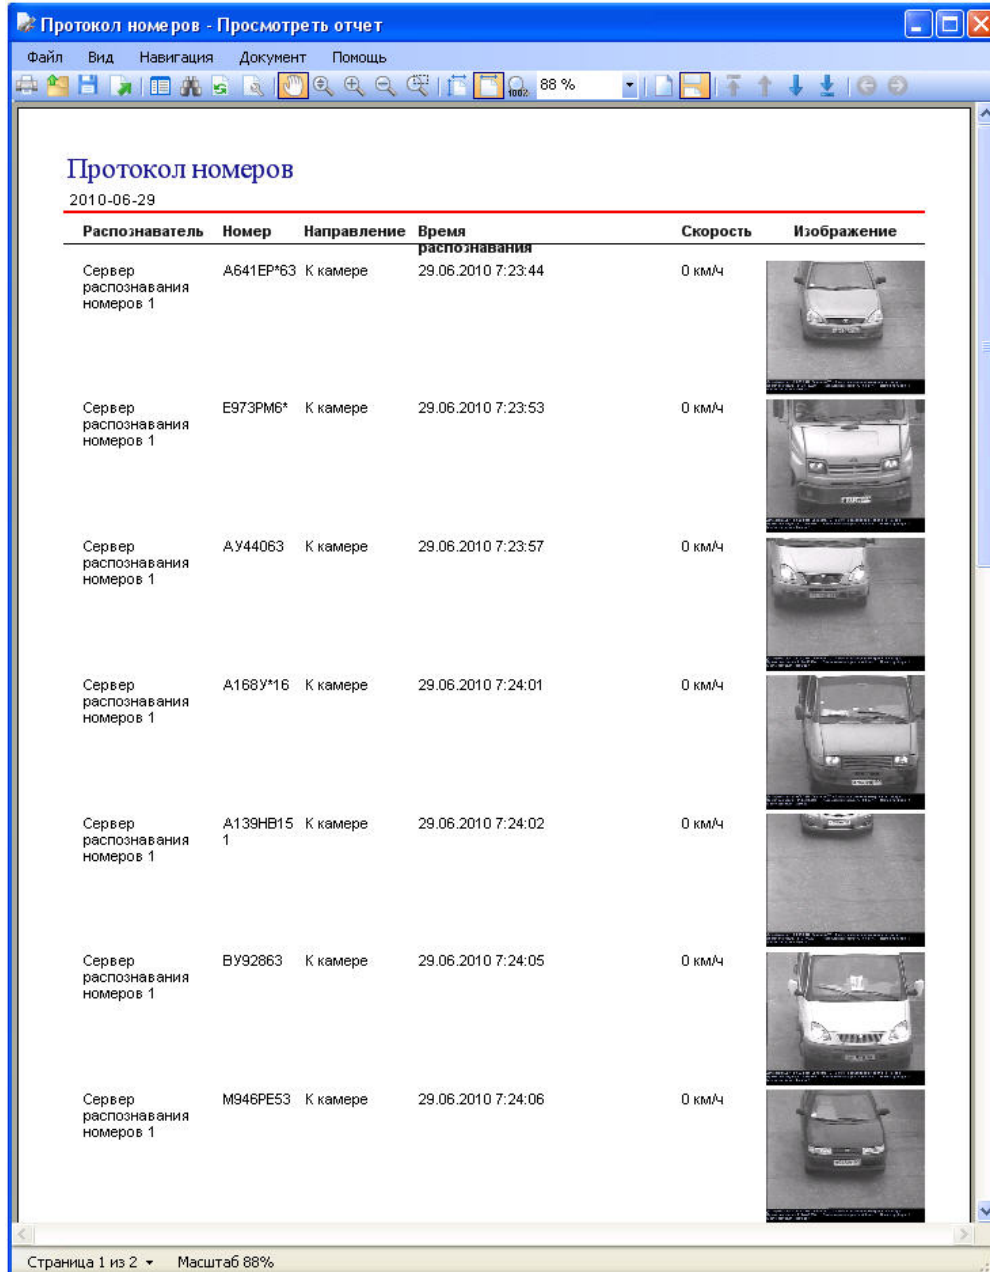 Протокол номеров - Просмотреть отчет
Файл Вид Навигация Документ Помощь
100% 88 %
Протокол номеров
2010-06-29
Распознаватель Номер Направление Время распознавания Скорость Изображение
Сервер A641EP*63 К камере 29.06.2010 7:23:44 0 км/ч
распознавания
номеров 1
Сервер E973PM6* К камере 29.06.2010 7:23:53 0 км/ч
распознавания
номеров 1
Сервер АУ44063 К камере 29.06.2010 7:23:57 0 км/ч
распознавания
номеров 1
Сервер А168У*16 К камере 29.06.2010 7:24:01 0 км/ч
распознавания
номеров 1
Сервер А139НВ15 К камере 29.06.2010 7:24:02 0 км/ч
распознавания 1
номеров 1
Сервер ВУ92863 К камере 29.06.2010 7:24:05 0 км/ч
распознавания
номеров 1
Сервер М946РЕ53 К камере 29.06.2010 7:24:06 0 км/ч
распознавания
номеров 1
Страница 1 из 2 Масштаб 88%